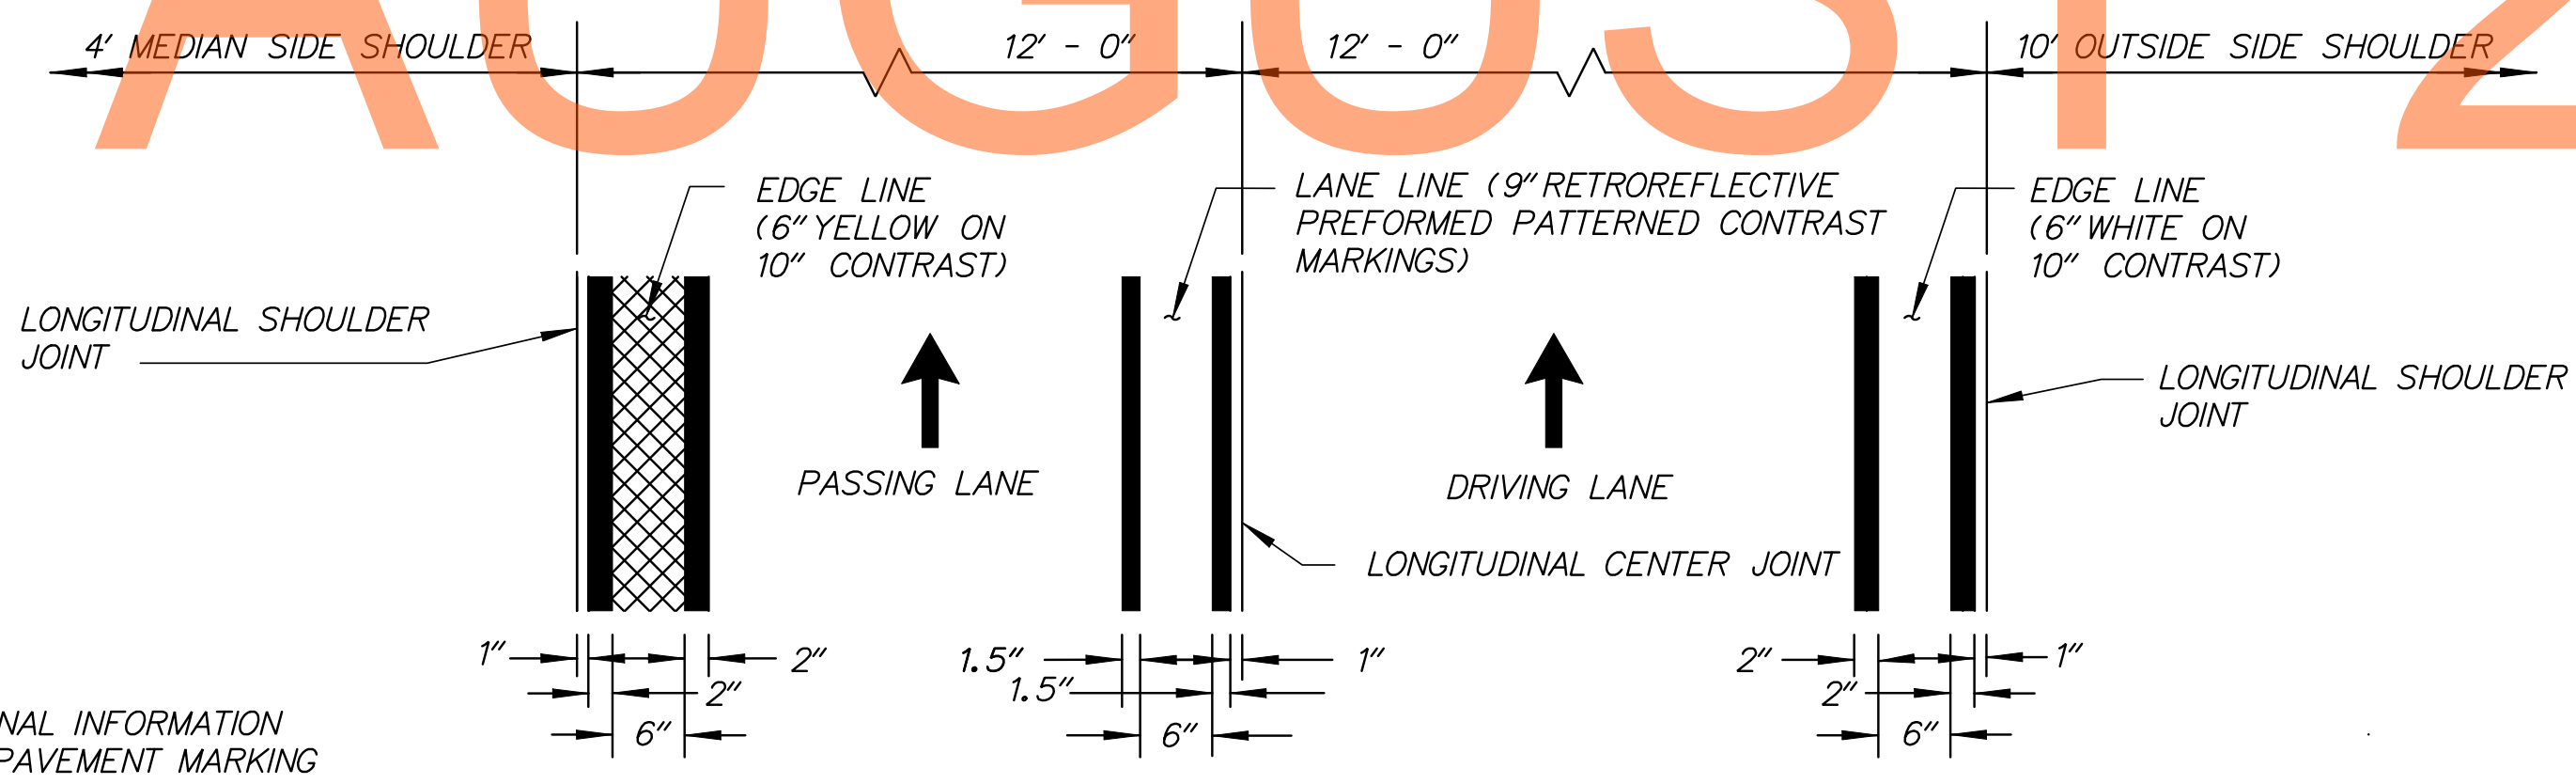 AUGUST 2
4' MEDIAN SIDE SHOULDER
12' - 0"
12' - 0"
10' OUTSIDE SIDE SHOULDER
EDGE LINE
(6" YELLOW ON
10" CONTRAST)
LANE LINE (9" RETROREFLECTIVE
PREFORMED PATTERNED CONTRAST
MARKINGS)
EDGE LINE
(6" WHITE ON
10" CONTRAST)
LONGITUDINAL SHOULDER
JOINT
LONGITUDINAL SHOULDER
JOINT
PASSING LANE
DRIVING LANE
LONGITUDINAL CENTER JOINT
1"
2"
2"
6"
1.5"
1"
1.5"
6"
2"
1"
2"
6"
NAL INFORMATION
PAVEMENT MARKING